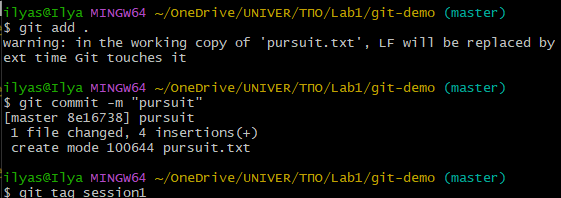 ilyas@Ilya MINGW64 ~/OneDrive/UNIVER/ТПО/Lab1/git-demo (master)
$ git add .
warning: in the working copy of 'pursuit.txt', LF will be replaced by
ext time Git touches it
ilyas@Ilya MINGW64 ~/OneDrive/UNIVER/ТПО/Lab1/git-demo (master)
$ git commit -m "pursuit"
[master 8e16738] pursuit
 1 file changed, 4 insertions(+)
 create mode 100644 pursuit.txt
ilyas@Ilya MINGW64 ~/OneDrive/UNIVER/ТПО/Lab1/git-demo (master)
$ git tag session1